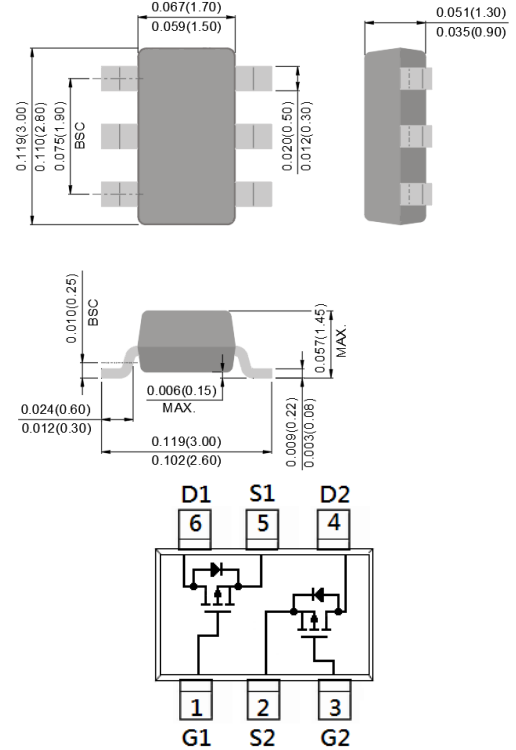 0.067(1.70)
0.059(1.50)
0.051(1.30)
0.035(0.90)
0.119(3.00)
0.110(2.80)
0.075(1.90)
BSC
0.020(0.50)
0.012(0.30)
0.010(0.25)
BSC
0.057(1.45)
MAX.
0.006(0.15)
MAX.
0.024(0.60)
0.012(0.30)
0.119(3.00)
0.102(2.60)
0.009(0.22)
0.003(0.08)
D1 S1 D2
6 5 4
1 2 3
G1 S2 G2